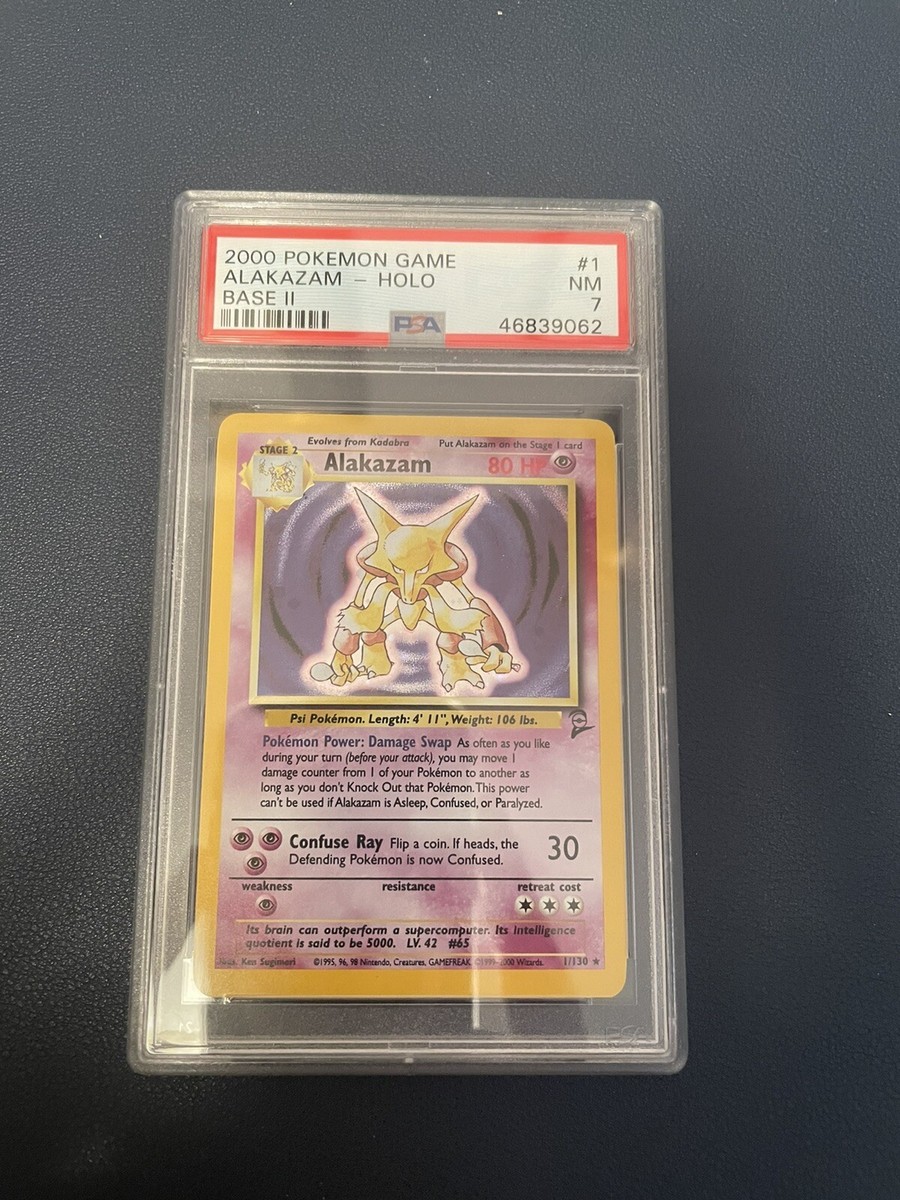 2000 POKEMON GAME #1
ALAKAZAM – HOLO NM
BASE II 7
PSA 46839062
Evolves from Kadabra Put Alakazam on the Stage 1 card
STAGE 2 Alakazam 80 HP
Psi Pokémon. Length: 4' 11", Weight: 106 lbs.
Pokémon Power: Damage Swap As often as you like
during your turn (before your attack), you may move 1
damage counter from 1 of your Pokémon to another as
long as you don't Knock Out that Pokémon. This power
can't be used if Alakazam is Asleep, Confused, or Paralyzed.
Confuse Ray Flip a coin. If heads, the 30
Defending Pokémon is now Confused.
weakness resistance retreat cost
Its brain can outperform a supercomputer. Its intelligence
quotient is said to be 5000. LV. 42 #65
Illus. Ken Sugimori ©1995, 96, 98 Nintendo, Creatures, GAMEFREAK. ©1999-2000 Wizards. 1/130 ★